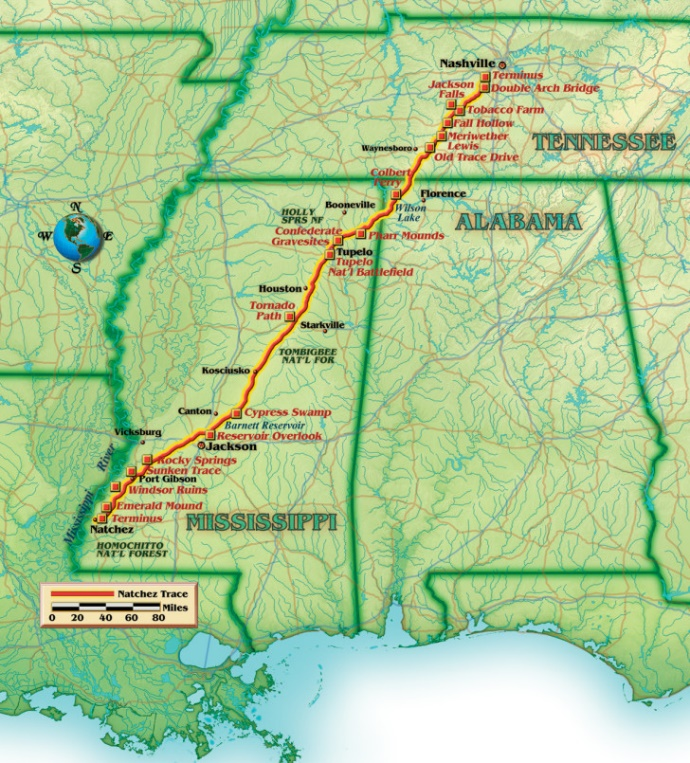 Nashville
Terminus
Double Arch Bridge
Jackson
Falls
Tobacco Farm
Fall Hollow
Meriwether
Lewis
Waynesboro
Old Trace Drive
TENNESSEE
Colbert
Ferry
Florence
Wilson
Lake
ALABAMA
Booneville
HOLLY
SPRS NF
N
W
E
S
Confederate
Gravesites
Pharr Mounds
Tupelo
Tupelo
Nat'l Battlefield
Houston
Tornado
Path
Starkville
TOMBIGBEE
NAT'L FOR
Kosciusko
Canton
Cypress Swamp
Barnett Reservoir
Reservoir Overlook
Vicksburg
Jackson
Rocky Springs
Sunken Trace
Port Gibson
Windsor Ruins
Mississippi River
Emerald Mound
Terminus
Natchez
MISSISSIPPI
HOMOCHITTO
NAT'L FOREST
Natchez Trace
Miles
0 20 40 60 80